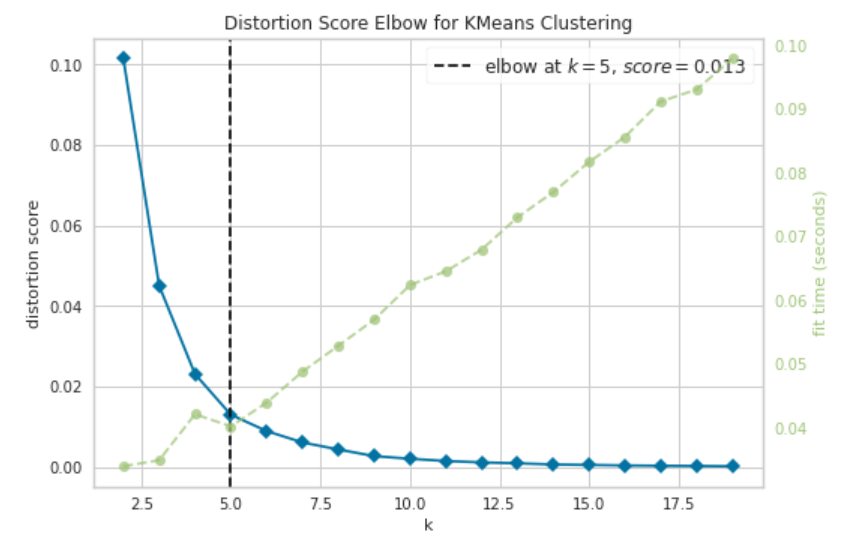 Distortion Score Elbow for KMeans Clustering
elbow at k = 5, score = 0.013
distortion score
0.10
0.08
0.06
0.04
0.02
0.00
0.10
0.09
0.08
0.07
0.06
0.05
0.04
fit time (seconds)
2.5 5.0 7.5 10.0 12.5 15.0 17.5
k